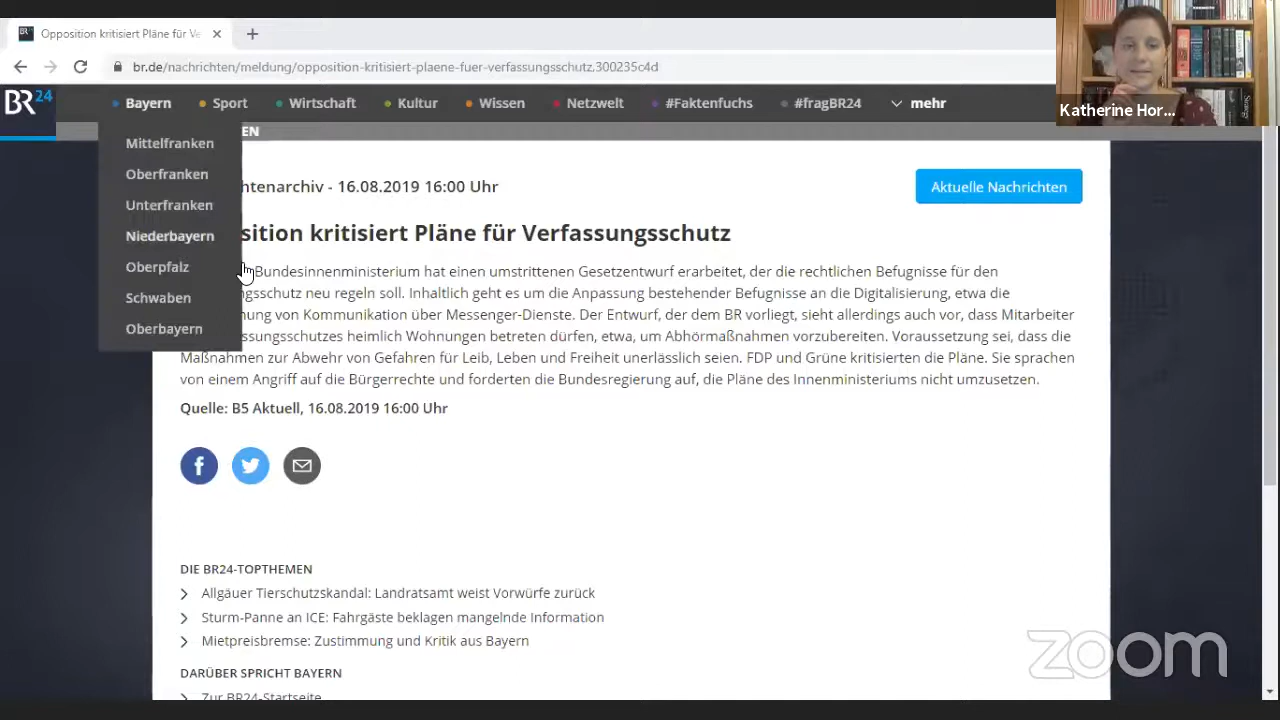 Opposition kritisiert Pläne für Ve
br.de/nachrichten/meldung/opposition-kritisiert-plaene-fuer-verfassungsschutz,300235c4d
BR24
Bayern Sport Wirtschaft Kultur Wissen Netzwelt #Faktenfuchs #fragBR24 mehr
Katherine Hor...
EN
Mittelfranken
Oberfranken
Unterfranken
Niederbayern
Oberpfalz
Schwaben
Oberbayern
htenarchiv - 16.08.2019 16:00 Uhr
Aktuelle Nachrichten
sition kritisiert Pläne für Verfassungsschutz
Bundesinnenministerium hat einen umstrittenen Gesetzentwurf erarbeitet, der die rechtlichen Befugnisse für den
ngsschutz neu regeln soll. Inhaltlich geht es um die Anpassung bestehender Befugnisse an die Digitalisierung, etwa die
ung von Kommunikation über Messenger-Dienste. Der Entwurf, der dem BR vorliegt, sieht allerdings auch vor, dass Mitarbeiter
assungsschutzes heimlich Wohnungen betreten dürfen, etwa, um Abhörmaßnahmen vorzubereiten. Voraussetzung sei, dass die
Maßnahmen zur Abwehr von Gefahren für Leib, Leben und Freiheit unerlässlich seien. FDP und Grüne kritisierten die Pläne. Sie sprachen
von einem Angriff auf die Bürgerrechte und forderten die Bundesregierung auf, die Pläne des Innenministeriums nicht umzusetzen.
Quelle: B5 Aktuell, 16.08.2019 16:00 Uhr
DIE BR24-TOPTHEMEN
Allgäuer Tierschutzskandal: Landratsamt weist Vorwürfe zurück
Sturm-Panne an ICE: Fahrgäste beklagen mangelnde Information
Mietpreisbremse: Zustimmung und Kritik aus Bayern
DARÜBER SPRICHT BAYERN
Zur BR24-Startseite
zoom